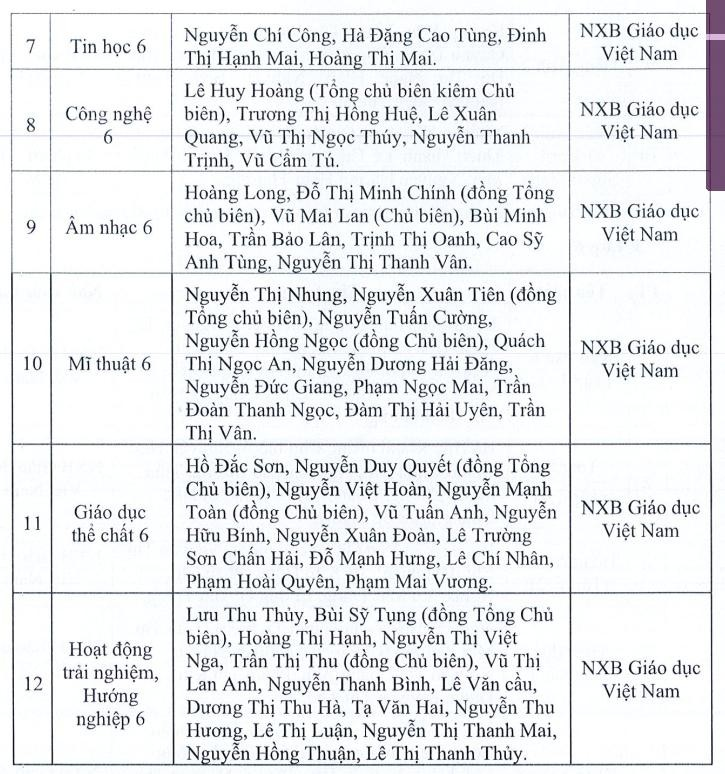 7
Tin học 6
Nguyễn Chí Công, Hà Đặng Cao Tùng, Đinh
Thị Hạnh Mai, Hoàng Thị Mai.
NXB Giáo dục
Việt Nam
8
Công nghệ
6
Lê Huy Hoàng (Tổng chủ biên kiêm Chủ
biên), Trương Thị Hồng Huệ, Lê Xuân
Quang, Vũ Thị Ngọc Thúy, Nguyễn Thanh
Trịnh, Vũ Cẩm Tú.
NXB Giáo dục
Việt Nam
9
Âm nhạc 6
Hoàng Long, Đỗ Thị Minh Chính (đồng Tổng
chủ biên), Vũ Mai Lan (Chủ biên), Bùi Minh
Hoa, Trần Bảo Lân, Trịnh Thị Oanh, Cao Sỹ
Anh Tùng, Nguyễn Thị Thanh Vân.
NXB Giáo dục
Việt Nam
10
Mĩ thuật 6
Nguyễn Thị Nhung, Nguyễn Xuân Tiên (đồng
Tổng chủ biên), Nguyễn Tuấn Cường,
Nguyễn Hồng Ngọc (đồng Chủ biên), Quách
Thị Ngọc An, Nguyễn Dương Hải Đăng,
Nguyễn Đức Giang, Phạm Ngọc Mai, Trần
Đoàn Thanh Ngọc, Đàm Thị Hải Uyên, Trần
Thị Vân.
NXB Giáo dục
Việt Nam
11
Giáo dục
thể chất 6
Hồ Đắc Sơn, Nguyễn Duy Quyết (đồng Tổng
Chủ biên), Nguyễn Việt Hoàn, Nguyễn Mạnh
Toàn (đồng Chủ biên), Vũ Tuấn Anh, Nguyễn
Hữu Bính, Nguyễn Xuân Đoàn, Lê Trường
Sơn Chấn Hải, Đỗ Mạnh Hưng, Lê Chí Nhân,
Phạm Hoài Quyên, Phạm Mai Vương.
NXB Giáo dục
Việt Nam
12
Hoạt động
trải nghiệm,
Hướng
nghiệp 6
Lưu Thu Thủy, Bùi Sỹ Tụng (đồng Tổng Chủ
biên), Hoàng Thị Hạnh, Nguyễn Thị Việt
Nga, Trần Thị Thu (đồng Chủ biên), Vũ Thị
Lan Anh, Nguyễn Thanh Bình, Lê Văn cầu,
Dương Thị Thu Hà, Tạ Văn Hai, Nguyễn Thu
Hương, Lê Thị Luận, Nguyễn Thị Thanh Mai,
Nguyễn Hồng Thuận, Lê Thị Thanh Thủy.
NXB Giáo dục
Việt Nam